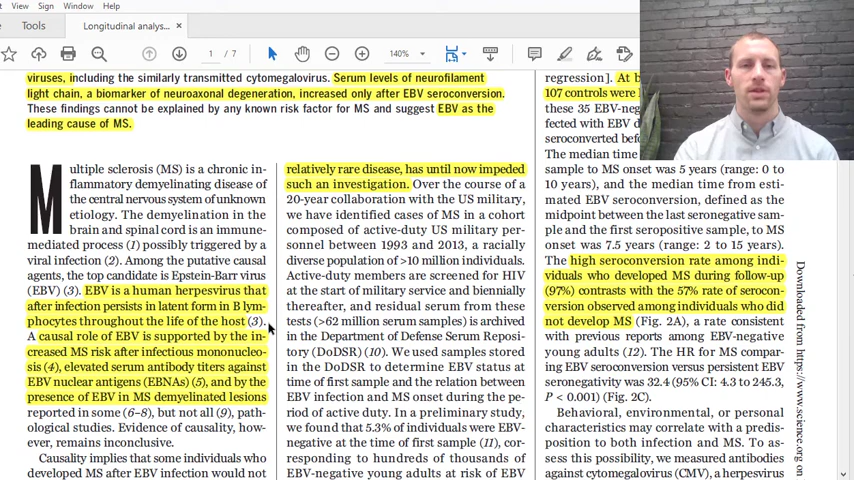 Window
Sign
Help
Tools
Longitudinal analys... ×
1 / 7
140%
viruses, including the similarly transmitted cytomegalovirus. Serum levels of neurofilament
light chain, a biomarker of neuroaxonal degeneration, increased only after EBV seroconversion.
These findings cannot be explained by any known risk factor for MS and suggest EBV as the
leading cause of MS.
Multiple sclerosis (MS) is a chronic in-
flammatory demyelinating disease of
the central nervous system of unknown
etiology. The demyelination in the
brain and spinal cord is an immune-
mediated process (1) possibly triggered by a
viral infection (2). Among the putative causal
agents, the top candidate is Epstein-Barr virus
(EBV) (3). EBV is a human herpesvirus that
after infection persists in latent form in B lym-
phocytes throughout the life of the host (3).
A causal role of EBV is supported by the in-
creased MS risk after infectious mononucleo-
sis (4), elevated serum antibody titers against
EBV nuclear antigens (EBNAs) (5), and by the
presence of EBV in MS demyelinated lesions
reported in some (6–8), but not all (9), path-
ological studies. Evidence of causality, how-
ever, remains inconclusive.
Causality implies that some individuals who
developed MS after EBV infection would not
relatively rare disease, has until now impeded
such an investigation. Over the course of a
20-year collaboration with the US military,
we have identified cases of MS in a cohort
composed of active-duty US military per-
sonnel between 1993 and 2013, a racially
diverse population of >10 million individuals.
Active-duty members are screened for HIV
at the start of military service and biennially
thereafter, and residual serum from these
tests (>62 million serum samples) is archived
in the Department of Defense Serum Reposi-
tory (DoDSR) (10). We used samples stored
in the DoDSR to determine EBV status at
time of first sample and the relation between
EBV infection and MS onset during the pe-
riod of active duty. In a preliminary study,
we found that 5.3% of individuals were EBV-
negative at the time of first sample (11), cor-
responding to hundreds of thousands of
EBV-negative young adults at risk of EBV
regression]. At b
107 controls were
these 35 EBV-neg
fected with EBV d
seroconverted befo
The median time
sample to MS onset was 5 years (range: 0 to
10 years), and the median time from esti-
mated EBV seroconversion, defined as the
midpoint between the last seronegative sam-
ple and the first seropositive sample, to MS
onset was 7.5 years (range: 2 to 15 years).
The high seroconversion rate among indi-
viduals who developed MS during follow-up
(97%) contrasts with the 57% rate of serocon-
version observed among individuals who did
not develop MS (Fig. 2A), a rate consistent
with previous reports among EBV-negative
young adults (12). The HR for MS compar-
ing EBV seroconversion versus persistent EBV
seronegativity was 32.4 (95% CI: 4.3 to 245.3,
P < 0.001) (Fig. 2C).
Behavioral, environmental, or personal
characteristics may correlate with a predis-
position to both infection and MS. To as-
sess this possibility, we measured antibodies
against cytomegalovirus (CMV), a herpesvirus
Downloaded from https://www.science.org on